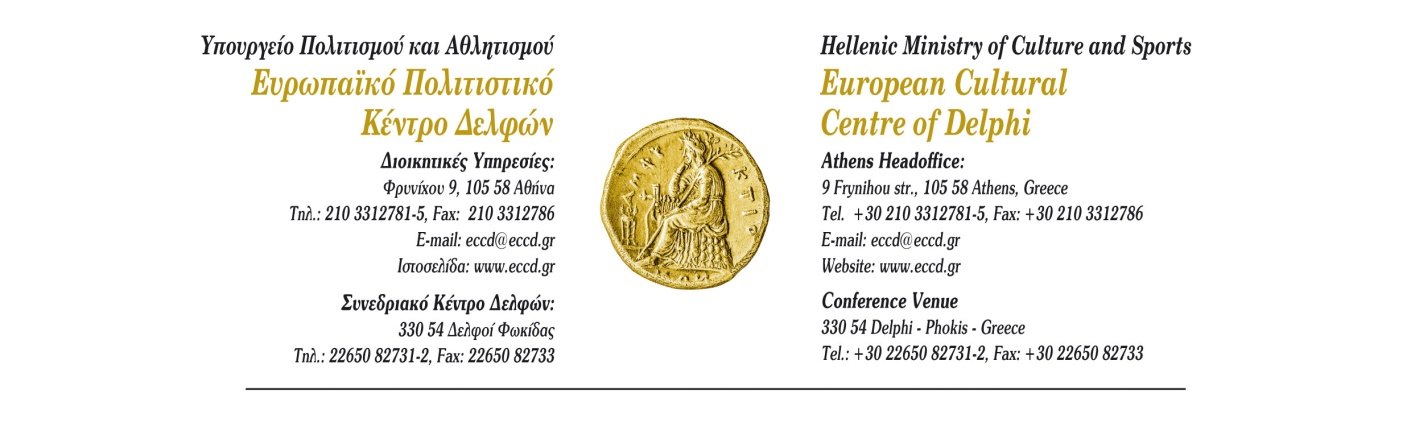 Υπουργείο Πολιτισμού και Αθλητισμού
Ευρωπαϊκό Πολιτιστικό
Κέντρο Δελφών
Διοικητικές Υπηρεσίες:
Φρυνίχου 9, 105 58 Αθήνα
Τηλ.: 210 3312781-5, Fax: 210 3312786
E-mail: eccd@eccd.gr
Ιστοσελίδα: www.eccd.gr
Συνεδριακό Κέντρο Δελφών:
330 54 Δελφοί Φωκίδας
Τηλ.: 22650 82731-2, Fax: 22650 82733
Hellenic Ministry of Culture and Sports
European Cultural
Centre of Delphi
Athens Headoffice:
9 Frynihou str., 105 58 Athens, Greece
Tel. +30 210 3312781-5, Fax: +30 210 3312786
E-mail: eccd@eccd.gr
Website: www.eccd.gr
Conference Venue
330 54 Delphi - Phokis - Greece
Tel.: +30 22650 82731-2, Fax: +30 22650 82733